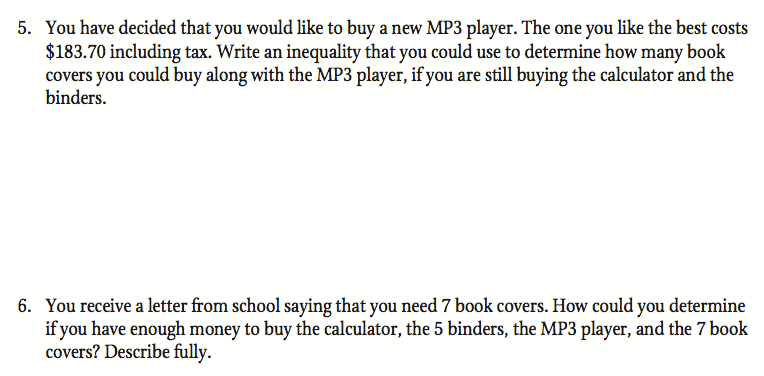 5. You have decided that you would like to buy a new MP3 player. The one you like the best costs
$183.70 including tax. Write an inequality that you could use to determine how many book
covers you could buy along with the MP3 player, if you are still buying the calculator and the
binders.
6. You receive a letter from school saying that you need 7 book covers. How could you determine
if you have enough money to buy the calculator, the 5 binders, the MP3 player, and the 7 book
covers? Describe fully.